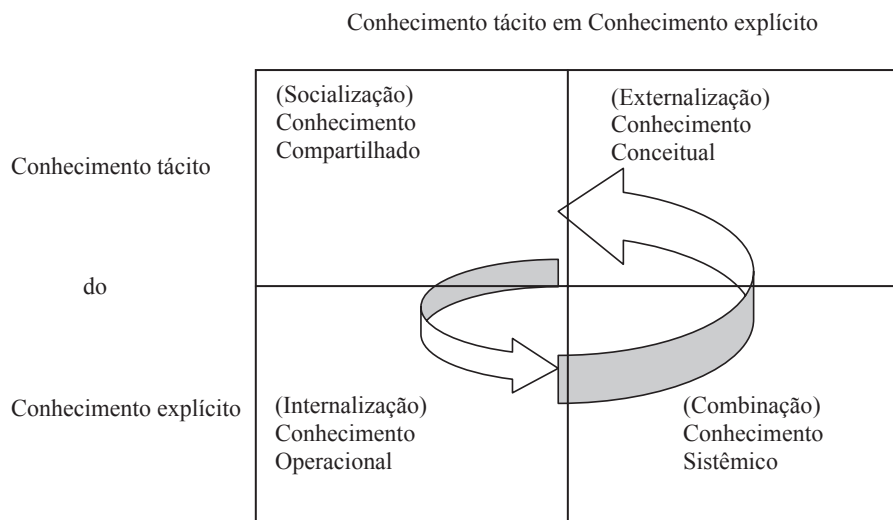 Conhecimento tácito em Conhecimento explícito
(Socialização)
Conhecimento
Compartilhado
(Externalização)
Conhecimento
Conceitual
Conhecimento tácito
do
Conhecimento explícito
(Internalização)
Conhecimento
Operacional
(Combinação)
Conhecimento
Sistêmico